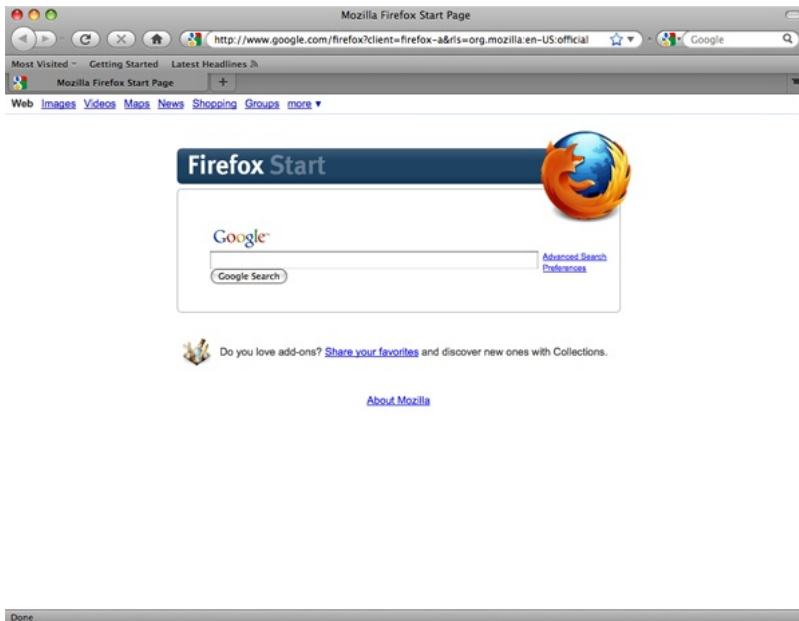 Mozilla Firefox Start Page
http://www.google.com/firefox?client=firefox-a&rls=org.mozilla:en-US:official Google
Most Visited Getting Started Latest Headlines
Mozilla Firefox Start Page +
Web Images Videos Maps News Shopping Groups more ▼
Firefox Start
Google™
Advanced Search
Preferences
Google Search
Do you love add-ons? Share your favorites and discover new ones with Collections.
About Mozilla
Done